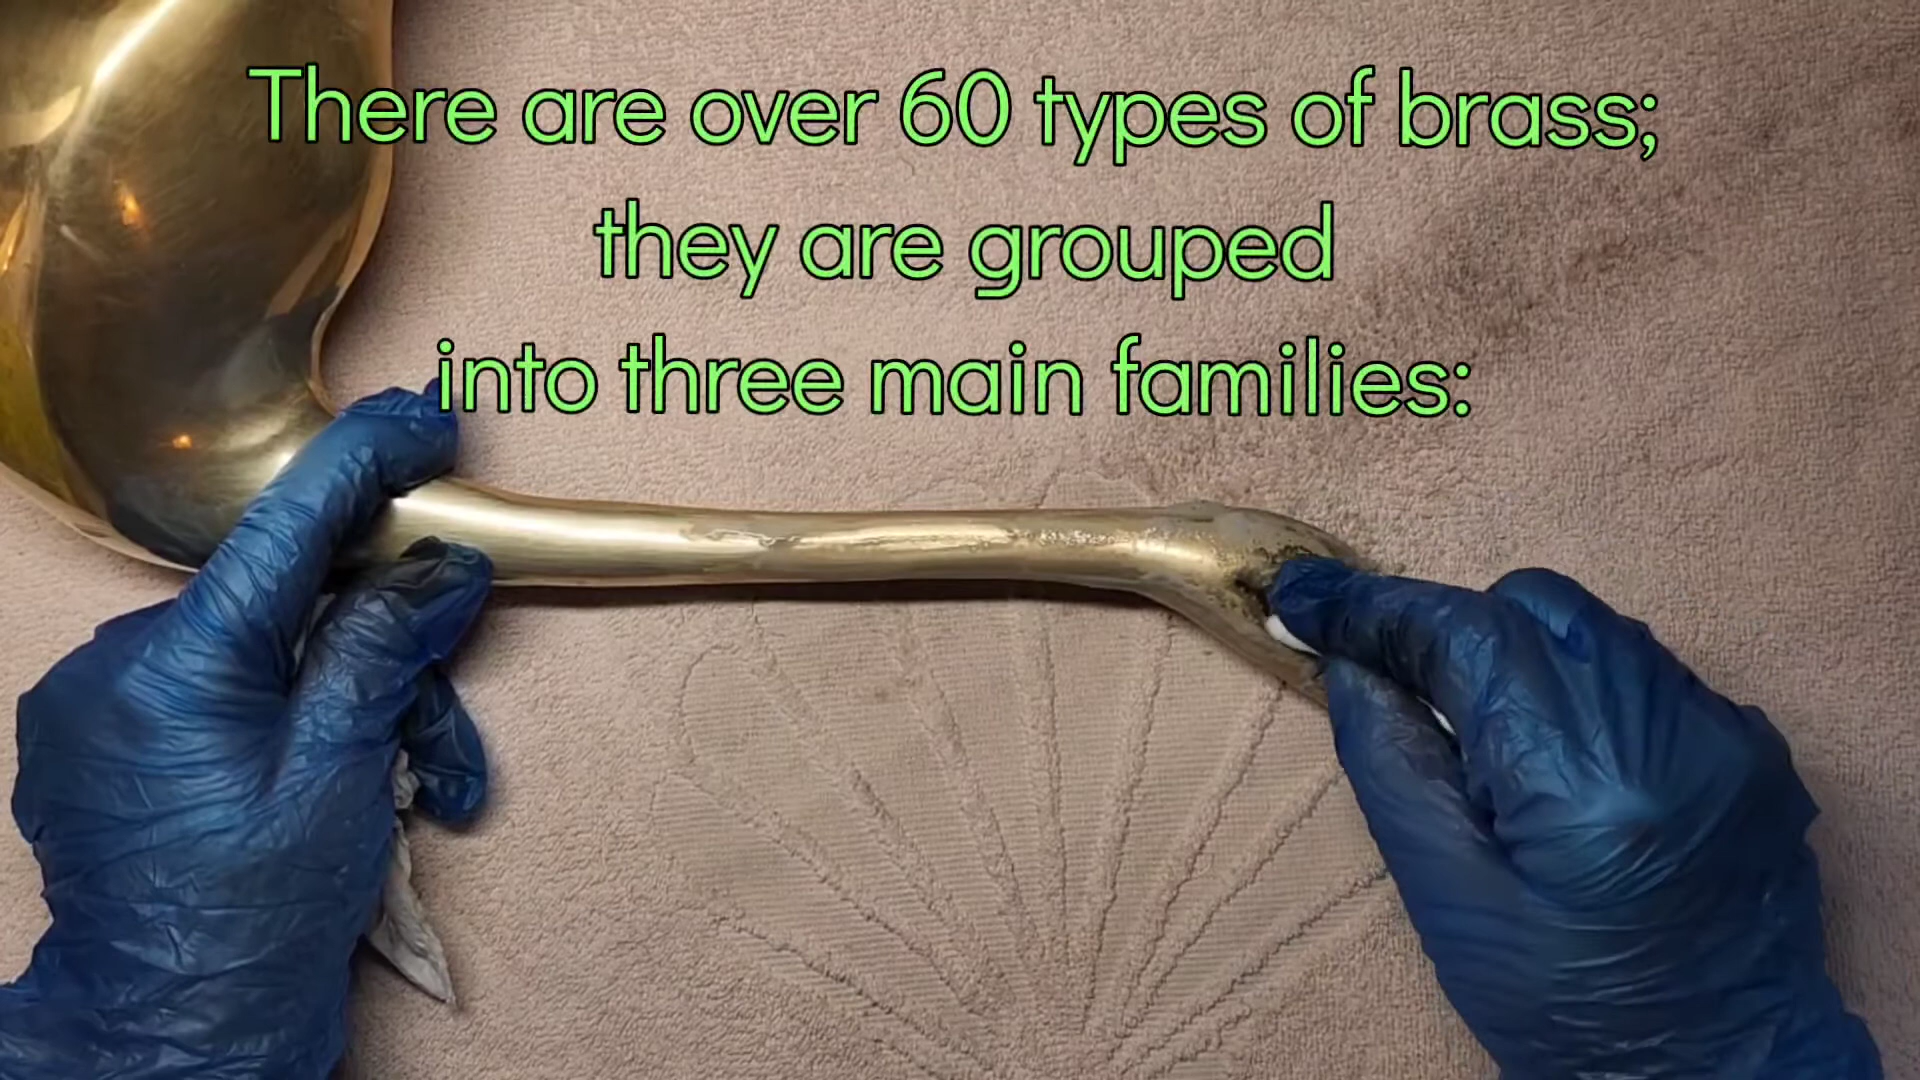 There are over 60 types of brass;
they are grouped
into three main families: